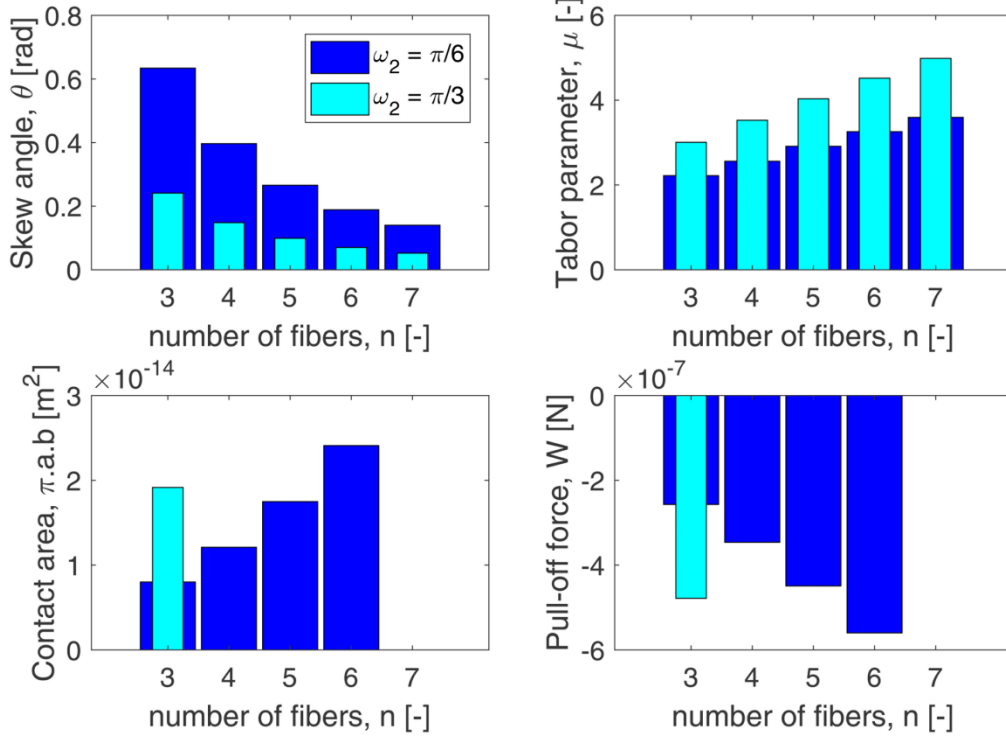 Skew angle, θ [rad]
0.8
0.6
0.4
0.2
0
ω₂ = π/6
ω₂ = π/3
3 4 5 6 7
number of fibers, n [-]
Tabor parameter, μ [-]
6
4
2
0
3 4 5 6 7
number of fibers, n [-]
Contact area, π.a.b [m²]
×10⁻¹⁴
3
2
1
0
3 4 5 6 7
number of fibers, n [-]
Pull-off force, W [N]
×10⁻⁷
0
-2
-4
-6
3 4 5 6 7
number of fibers, n [-]